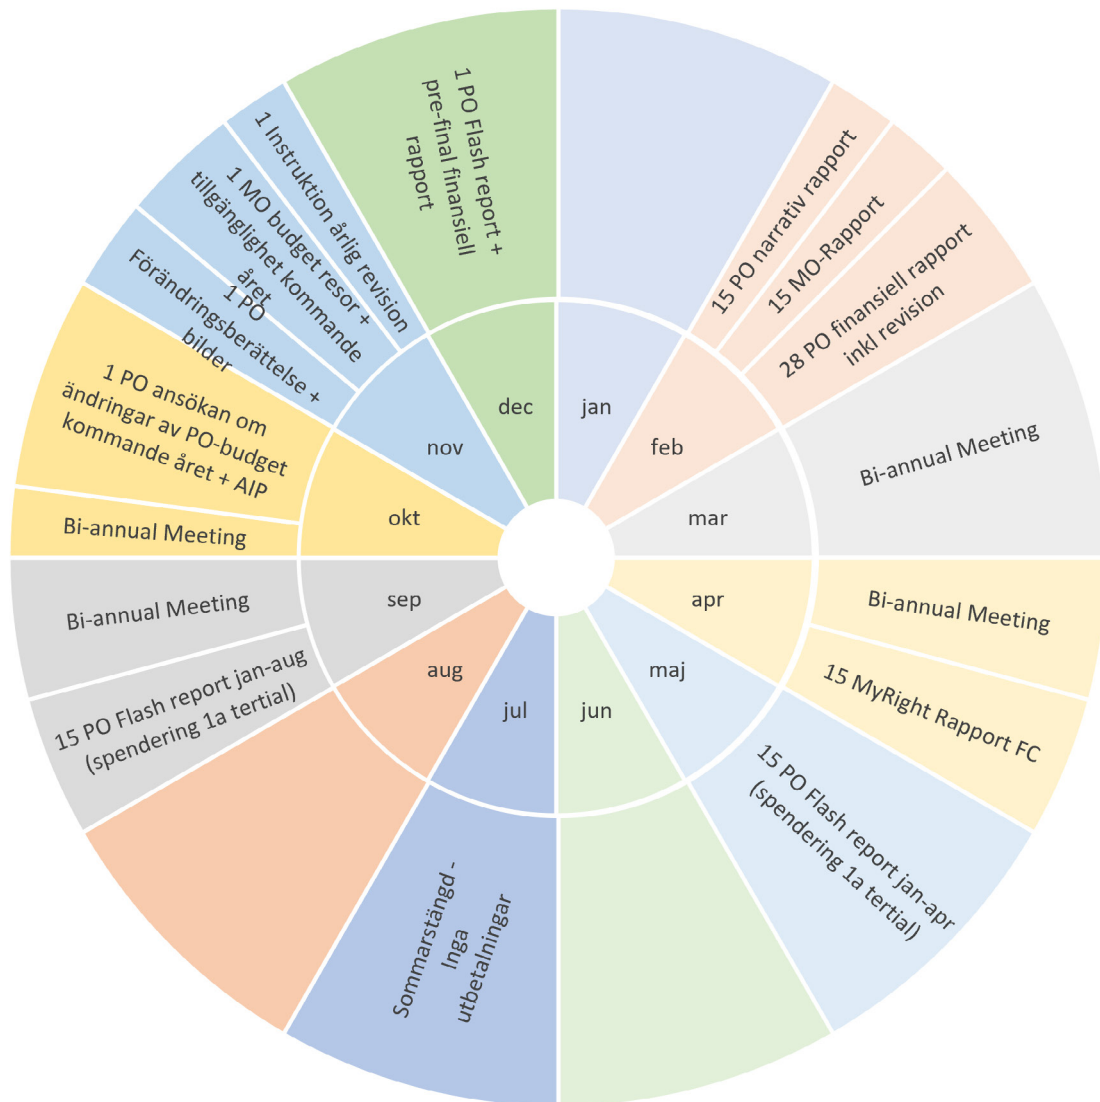 jan
feb
15 PO narrativ rapport
15 MO-Rapport
28 PO finansiell rapport
inkl revision
mar
Bi-annual Meeting
apr
Bi-annual Meeting
15 MyRight Rapport FC
maj
15 PO Flash report jan-apr
(spendering 1a tertial)
jun
jul
Sommarstängd -
Inga
utbetalningar
aug
sep
15 PO Flash report jan-aug
(spendering 1a tertial)
Bi-annual Meeting
okt
Bi-annual Meeting
1 PO ansökan om
ändringar av PO-budget
kommande året + AIP
nov
1 PO
Förändringsberättelse +
bilder
1 MO budget resor +
tillgänglighet kommande
året
1 Instruktion årlig revision
dec
1 PO Flash report +
pre-final finansiell
rapport